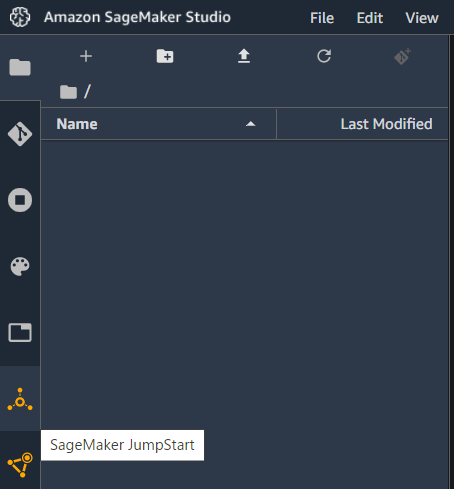 Amazon SageMaker Studio File Edit View
/
Name Last Modified
SageMaker JumpStart